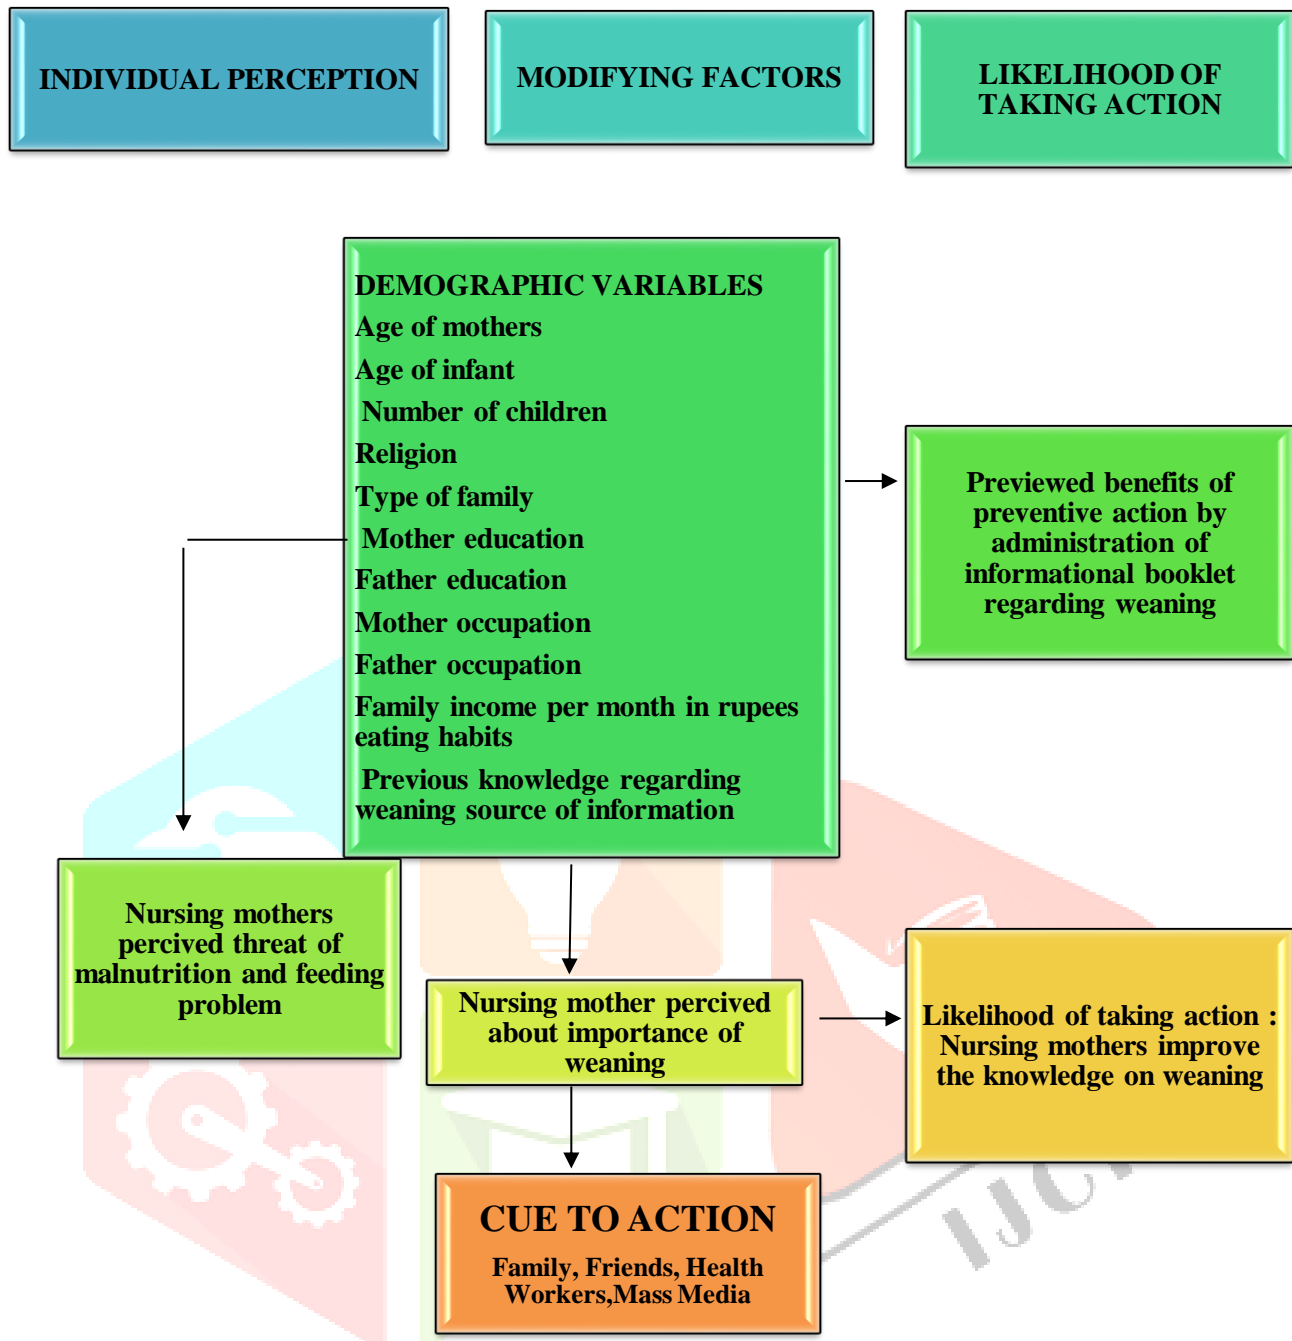 INDIVIDUAL PERCEPTION
MODIFYING FACTORS
LIKELIHOOD OF
TAKING ACTION
DEMOGRAPHIC VARIABLES
Age of mothers
Age of infant
Number of children
Religion
Type of family
Mother education
Father education
Mother occupation
Father occupation
Family income per month in rupees
eating habits
Previous knowledge regarding
weaning source of information
Previewed benefits of
preventive action by
administration of
informational booklet
regarding weaning
Nursing mothers
percived threat of
malnutrition and feeding
problem
Nursing mother percived
about importance of
weaning
Likelihood of taking action :
Nursing mothers improve
the knowledge on weaning
CUE TO ACTION
Family, Friends, Health
Workers,Mass Media